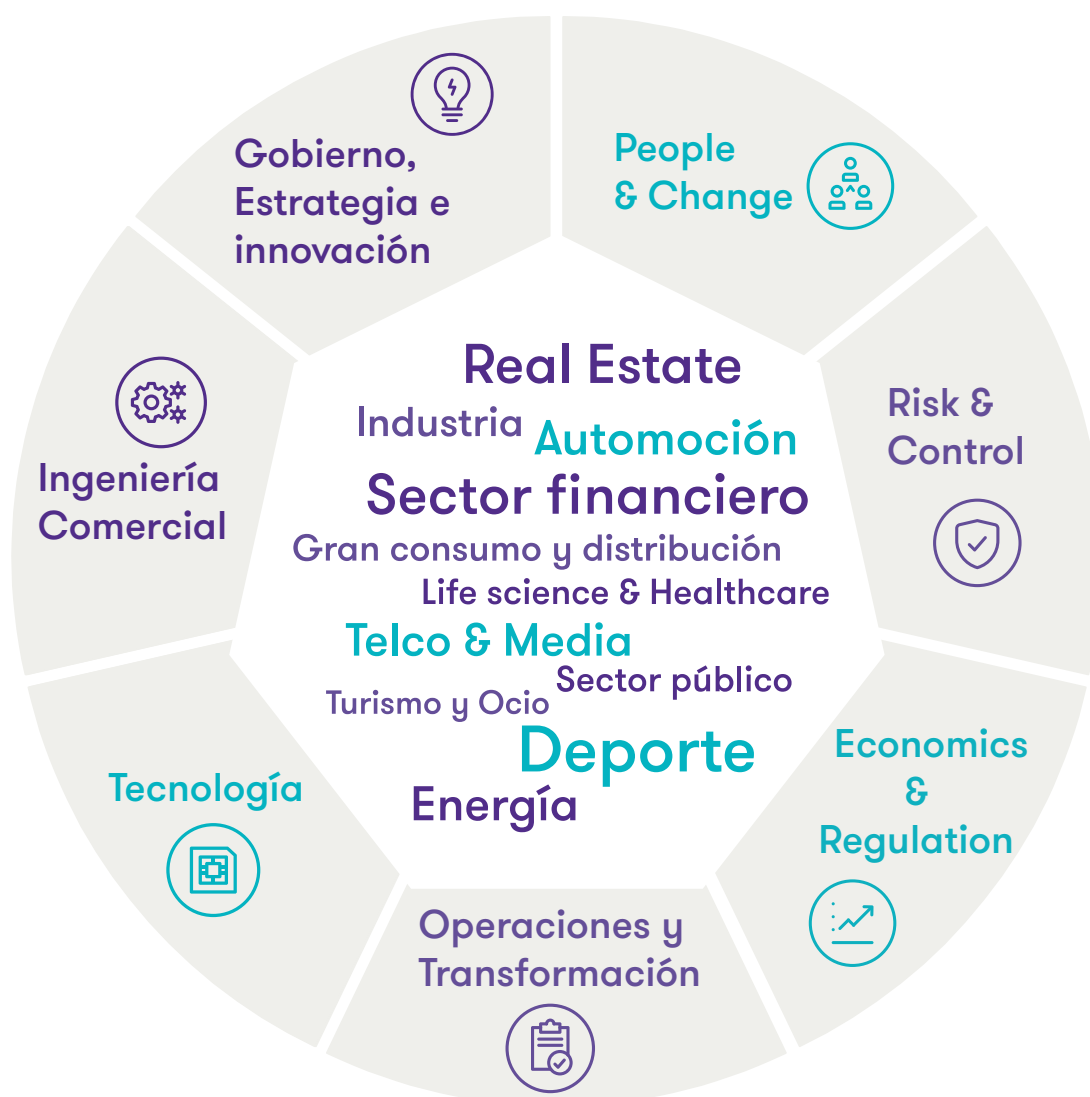 Gobierno,
Estrategia e
innovación
People
& Change
Risk &
Control
Economics
&
Regulation
Operaciones y
Transformación
Tecnología
Ingeniería
Comercial
Real Estate
Industria
Automoción
Sector financiero
Gran consumo y distribución
Life science & Healthcare
Telco & Media
Sector público
Turismo y Ocio
Deporte
Energía